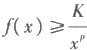 f(x) ⩾ K/x^p